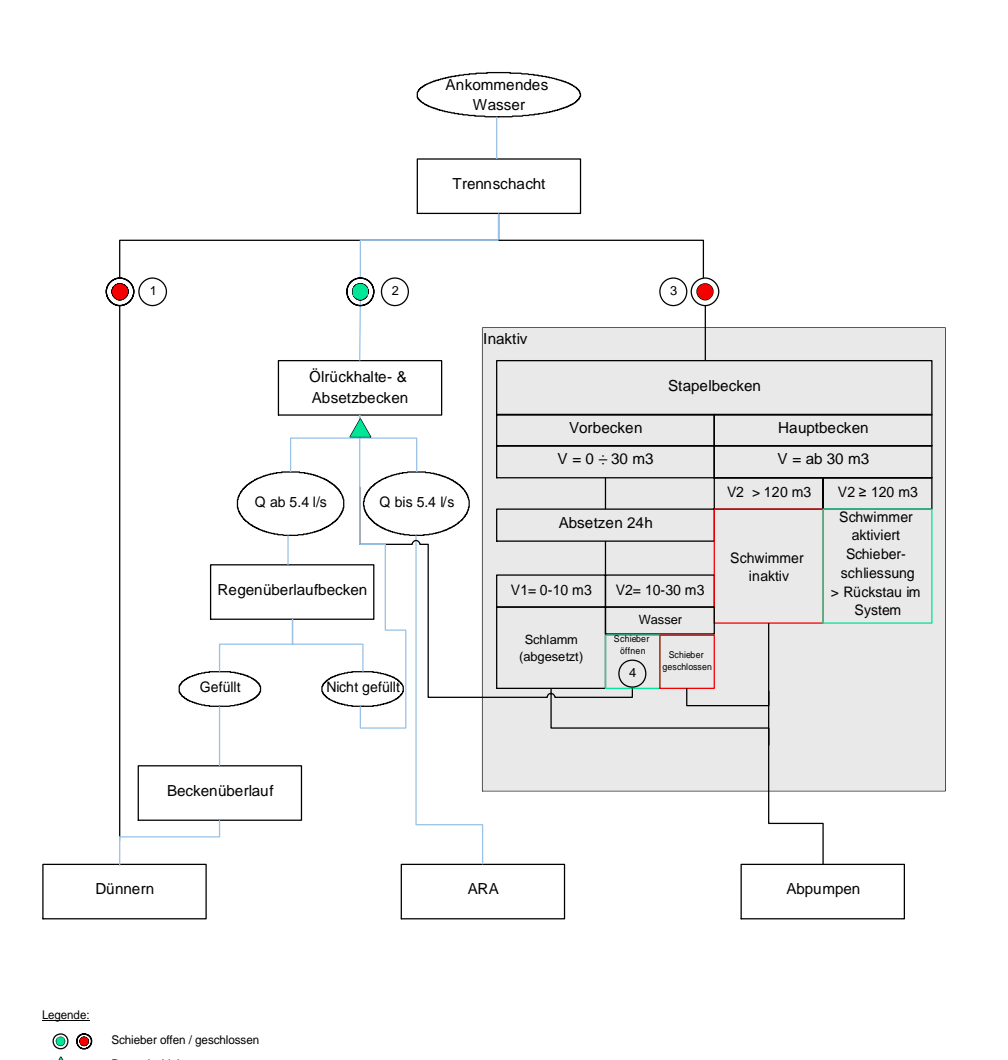 Ankommendes
Wasser
Trennschacht
1
2
3
Inaktiv
Ölrückhalte- &
Absetzbecken
Stapelbecken
Vorbecken
Hauptbecken
V = 0 ÷ 30 m3
V = ab 30 m3
V2 > 120 m3
V2 ≥ 120 m3
Q ab 5.4 l/s
Q bis 5.4 l/s
Absetzen 24h
Schwimmer
inaktiv
Schwimmer
aktiviert
Schieber-
schliessung
> Rückstau im
System
Regenüberlaufbecken
V1= 0-10 m3
V2= 10-30 m3
Wasser
Schlamm
(abgesetzt)
Schieber
öffnen
4
Schieber
geschlossen
Gefüllt
Nicht gefüllt
Beckenüberlauf
Dünnern
ARA
Abpumpen
Legende:
Schieber offen / geschlossen